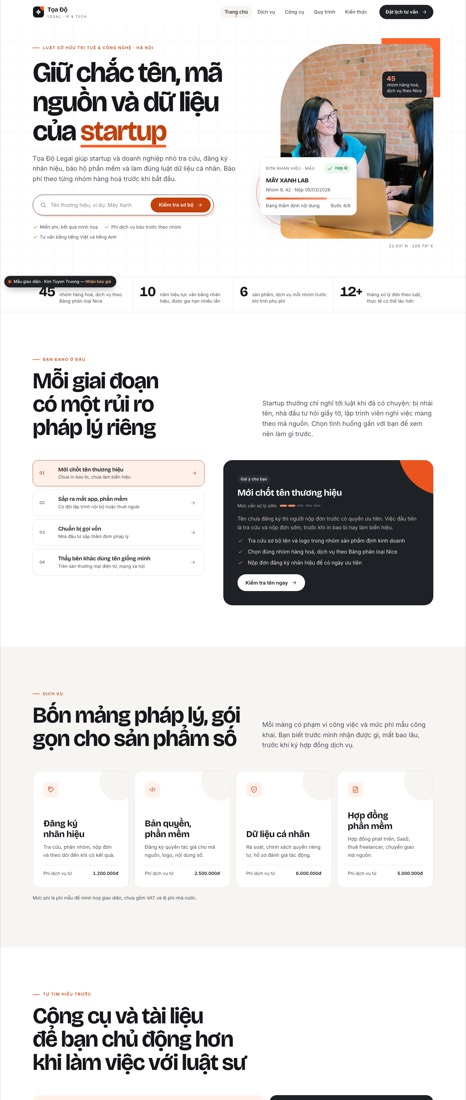 Tọa Độ
LEGAL · IP & TECH
Trang chủ
Dịch vụ
Công cụ
Quy trình
Kiến thức
Đặt lịch tư vấn →
LUẬT SỞ HỮU TRÍ TUỆ & CÔNG NGHỆ · HÀ NỘI
Giữ chắc tên, mã
nguồn và dữ liệu
của startup
Tọa Độ Legal giúp startup và doanh nghiệp nhỏ tra cứu, đăng ký
nhãn hiệu, bảo hộ phần mềm và làm đúng luật dữ liệu cá nhân. Báo
phí theo từng nhóm hàng hoá trước khi bắt đầu.
Tên thương hiệu, ví dụ: Mây Xanh
Kiểm tra sơ bộ →
Miễn phí, kết quả minh hoạ
Phí dịch vụ báo trước theo nhóm
Tư vấn bằng tiếng Việt và tiếng Anh
45
nhóm hàng hoá,
dịch vụ theo Nice
ĐƠN NHÃN HIỆU · MẪU
Hợp lệ
MÂY XANH LAB
Nhóm 9, 42 · Nộp 05/03/2026
Đang thẩm định nội dung
Bước 4/6
21.03° N · 105.78° E
Mẫu giao diện · Kim Tuyen Truong — Nhận báo giá
45
nhóm hàng hoá, dịch vụ theo
Bảng phân loại Nice
10
năm hiệu lực văn bằng nhãn
hiệu, được gia hạn nhiều lần
6
sản phẩm, dịch vụ mỗi nhóm trước
khi tính phụ phí
12+
tháng xử lý đơn theo luật,
thực tế có thể lâu hơn
BẠN ĐANG Ở ĐÂU
Mỗi giai đoạn
có một rủi ro
pháp lý riêng
Startup thường chỉ nghĩ tới luật khi đã có chuyện: bị nhái
tên, nhà đầu tư hỏi giấy tờ, lập trình viên nghỉ việc mang
theo mã nguồn. Chọn tình huống gần với bạn để xem
nên làm gì trước.
01
Mới chốt tên thương hiệu
Chưa in bao bì, chưa làm biển hiệu
→
02
Sắp ra mắt app, phần mềm
Có đội lập trình nội bộ hoặc thuê ngoài
→
03
Chuẩn bị gọi vốn
Nhà đầu tư sắp thẩm định pháp lý
→
04
Thấy bên khác dùng tên giống mình
Trên sàn thương mại điện tử, mạng xã hội
→
Gợi ý cho bạn
Mới chốt tên thương hiệu
Mức cần xử lý sớm
Tên chưa đăng ký thì người nộp đơn trước có quyền ưu tiên. Việc đầu tiên
là tra cứu và nộp đơn sớm, trước khi in bao bì hay làm biển hiệu.
Tra cứu sơ bộ tên và logo trong nhóm sản phẩm định kinh doanh
Chọn đúng nhóm hàng hoá, dịch vụ theo Bảng phân loại Nice
Nộp đơn đăng ký nhãn hiệu để có ngày ưu tiên
Kiểm tra tên ngay →
DỊCH VỤ
Bốn mảng pháp lý, gói
gọn cho sản phẩm số
Mỗi mảng có phạm vi công việc và mức phí mẫu công
khai. Bạn biết trước mình nhận được gì, mất bao lâu,
trước khi ký hợp đồng dịch vụ.
Đăng ký
nhãn hiệu
Tra cứu, phân nhóm, nộp đơn
và theo dõi đến khi có kết quả.
Phí dịch vụ từ
1.200.000đ
Bản quyền,
phần mềm
Đăng ký quyền tác giả cho mã
nguồn, logo, nội dung số.
Phí dịch vụ từ
2.500.000đ
Dữ liệu cá nhân
Rà soát, chính sách quyền riêng
tư, hồ sơ đánh giá tác động.
Phí dịch vụ từ
6.000.000đ
Hợp đồng
phần mềm
Hợp đồng phát triển, SaaS,
thuê freelancer, chuyển giao
mã nguồn.
Phí dịch vụ từ
5.000.000đ
Mức phí là phí mẫu để minh hoạ giao diện, chưa gồm VAT và lệ phí nhà nước.
TỰ TÌM HIỂU TRƯỚC
Công cụ và tài liệu
để bạn chủ động hơn
khi làm việc với luật sư